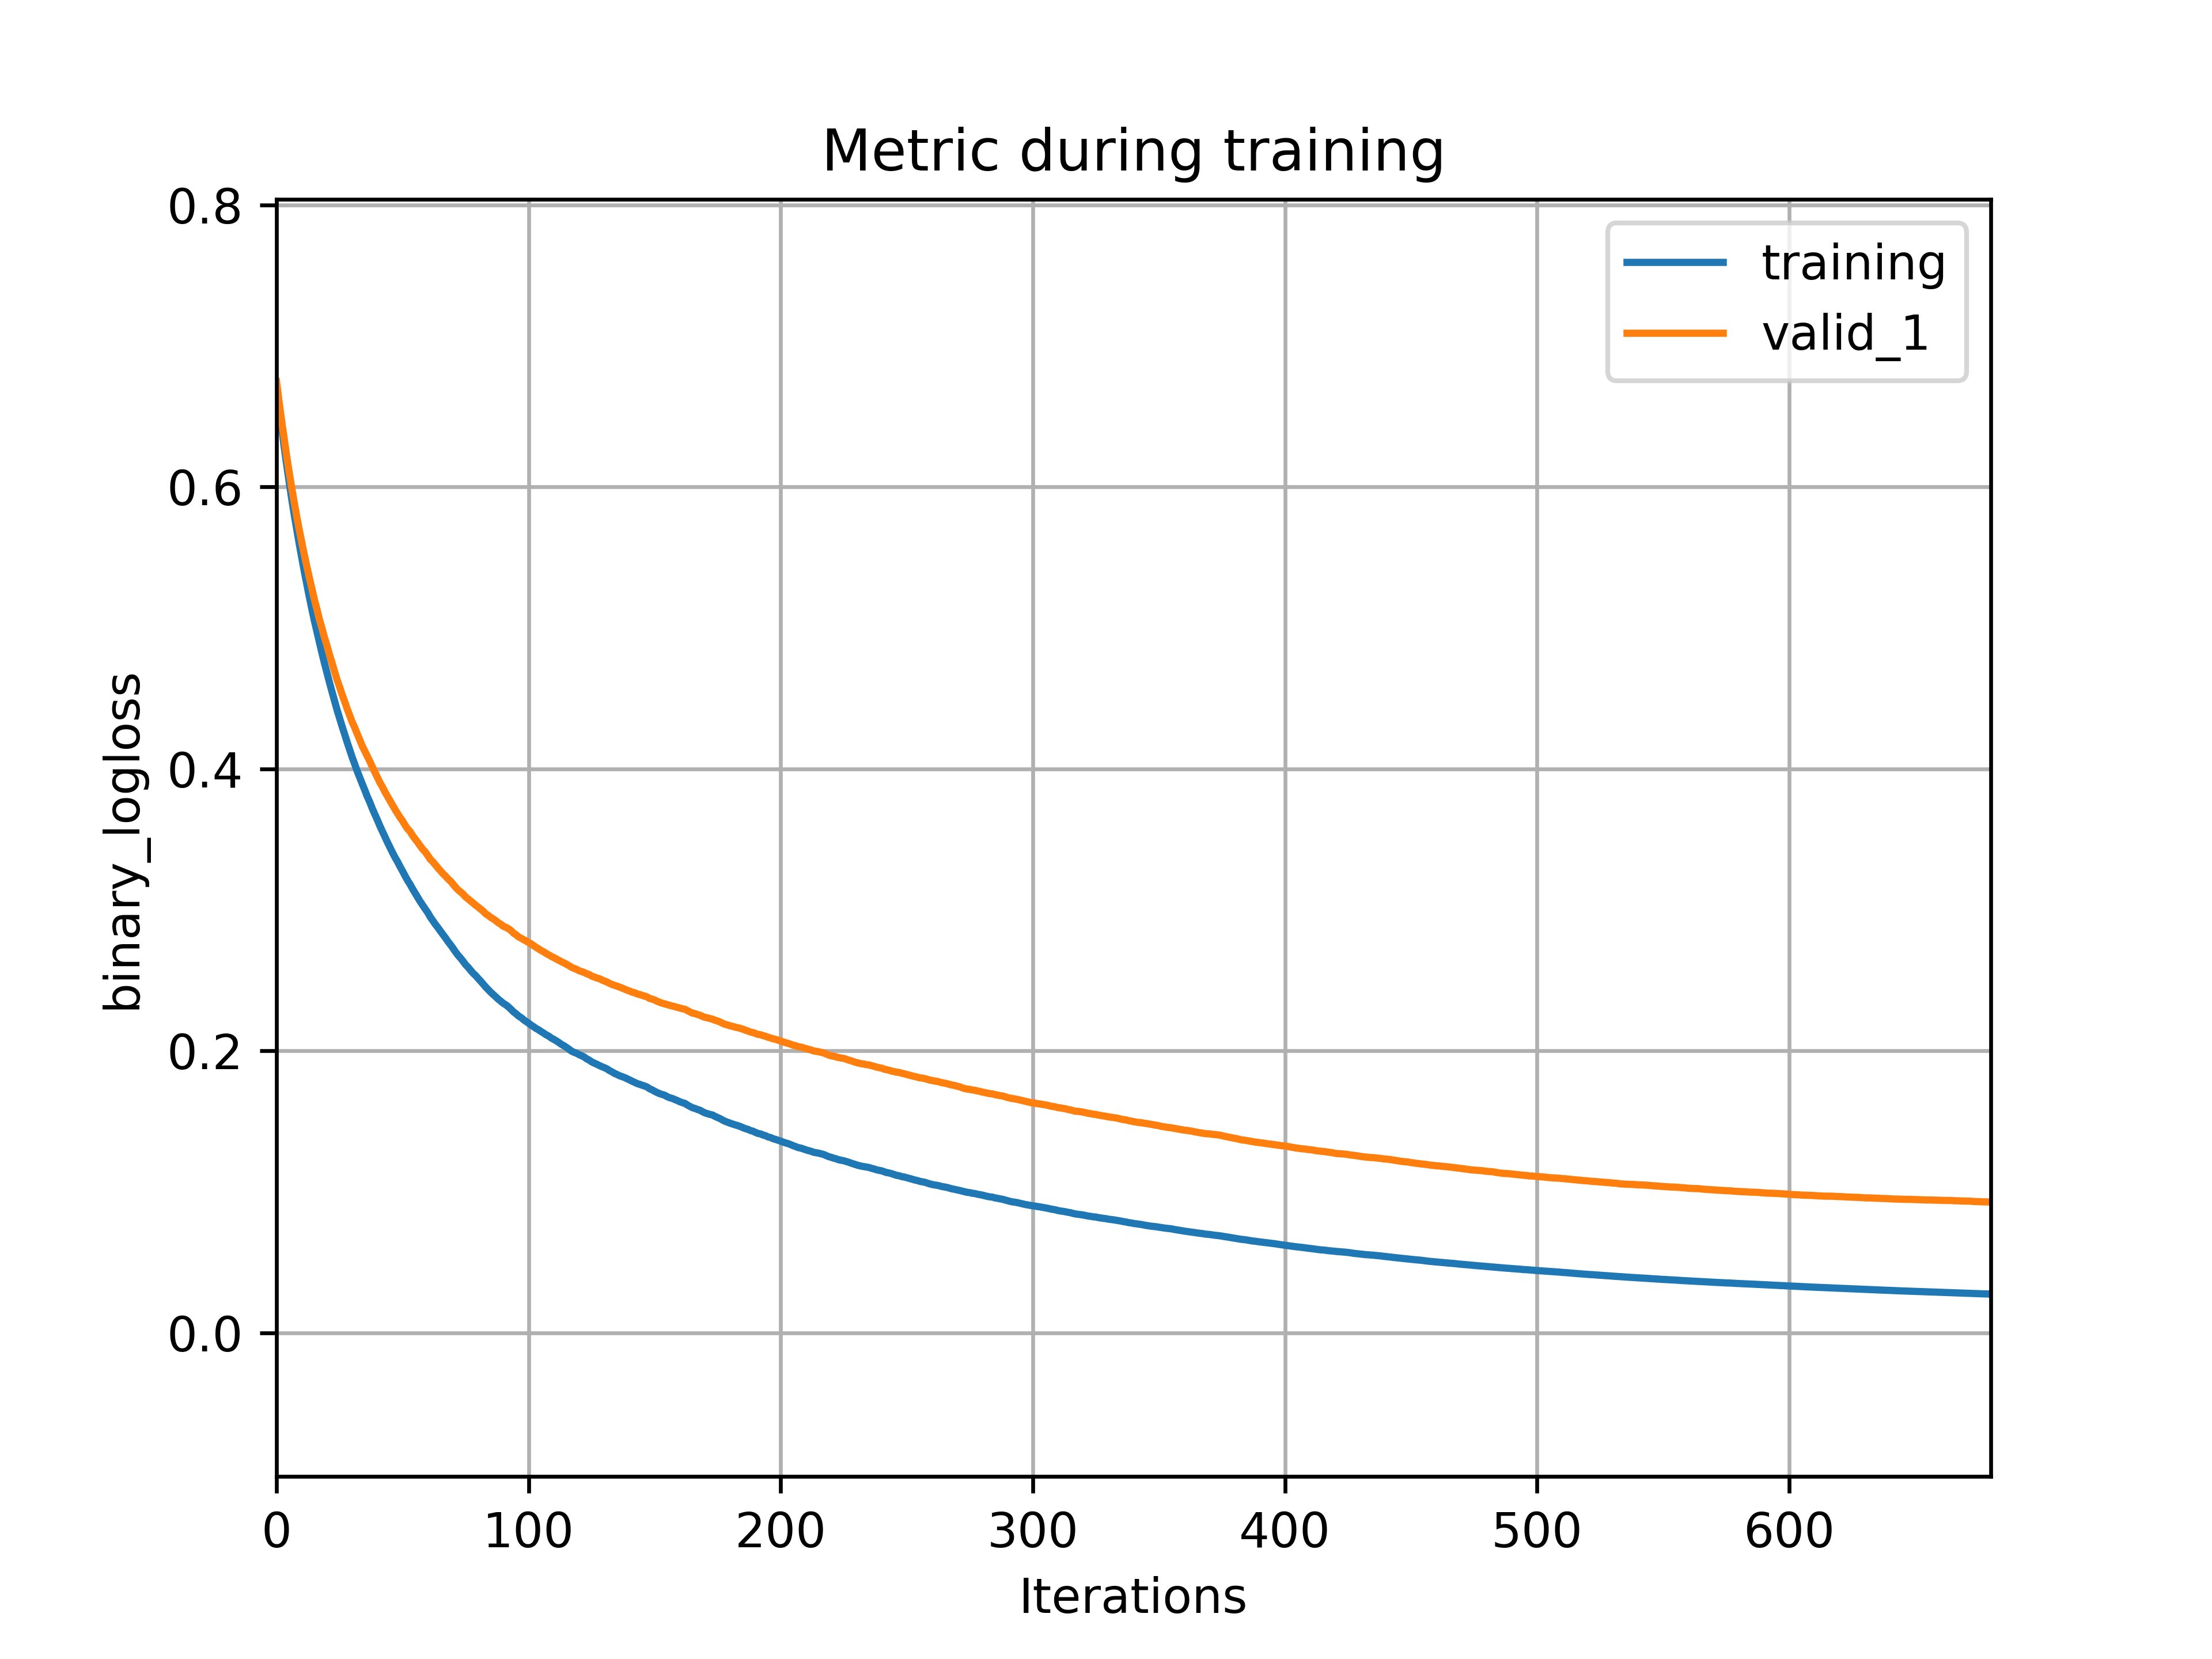 Metric during training
training
valid_1
0.8
0.6
0.4
0.2
0.0
binary_logloss
0 100 200 300 400 500 600
Iterations